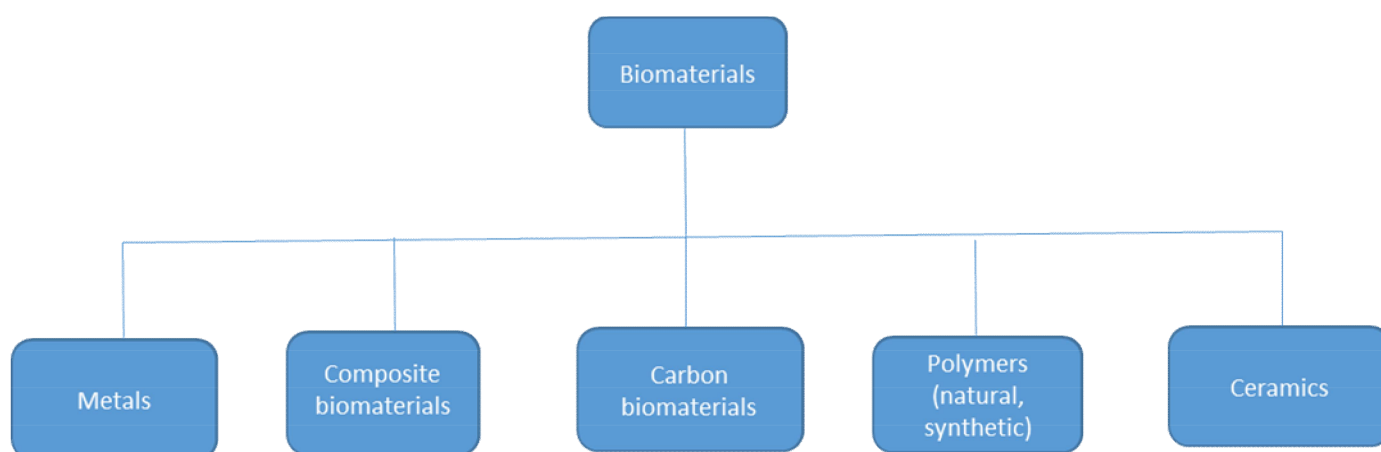 Biomaterials
Metals
Composite
biomaterials
Carbon
biomaterials
Polymers
(natural,
synthetic)
Ceramics